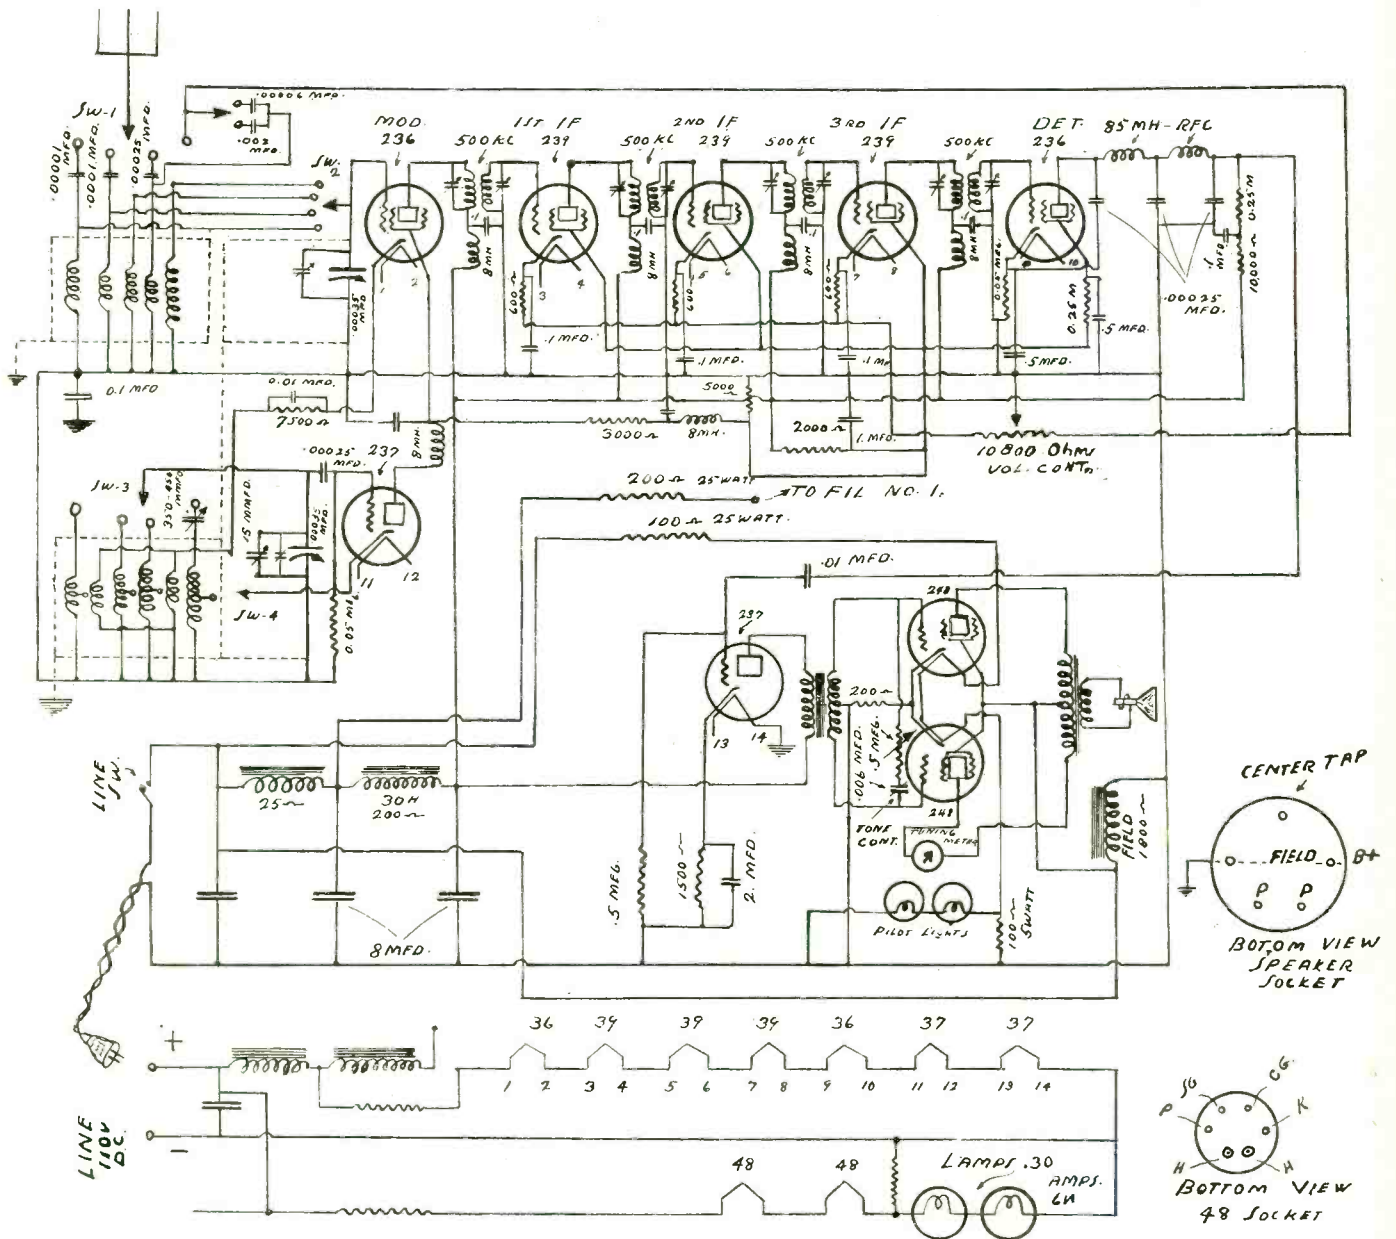 SW-1
.00001 MFD.
.0001 MFD.
.00025 MFD.
.00006 MFD.
.002 MFD.
SW. 2
MOD. 236
500 KC
1ST IF 239
500 KC
2ND IF 239
500 KC
3RD IF 239
500 KC
DET. 236
85 MH-RFC
0.25 M
.1 MFD.
10,000 Ω
.00025 MFD.
.00035 MFD
1
2
8 MH
600 Ω
3
4
8 MH
600
5
6
8 MH
600 Ω
7
8
8 MH
0.05 MEG.
9
10
0.25 M
.5 MFD.
.1 MFD.
.1 MFD.
.1 MF
.5 MFD.
0.1 MFD
0.01 MFD.
7500 Ω
5000 Ω
3000 Ω
8 MH.
2000 Ω
.1 MFD.
10800 Ohms
VOL. CONT.
.00025 MFD.
237
8 MH.
SW-3
350-450 MMFD
15 MMFD.
.00035 MFD.
11
12
SW-4
0.05 MEG.
200 Ω 25 WATT
TO FIL NO. 1.
100 Ω 25 WATT.
.01 MFD.
237
13
14
248
200 Ω
.006 MFD.
.5 MEG.
248
TONE CONT.
TUNING METER
PILOT LIGHTS
100 Ω 5 WATT
FIELD 1800 Ω
LINE SW.
25 Ω
30 H
200 Ω
8 MFD.
.5 MEG.
1500 Ω
2. MFD.
CENTER TAP
FIELD
B+
P P
BOTTOM VIEW
SPEAKER
SOCKET
+
36 39 39 39 36 37 37
1 2 3 4 5 6 7 8 9 10 11 12 13 14
LINE
110V
D.C.
-
48 48
LAMPS .30
AMPS.
6V
SG
CG.
P
K
H
H
BOTTOM VIEW
48 SOCKET